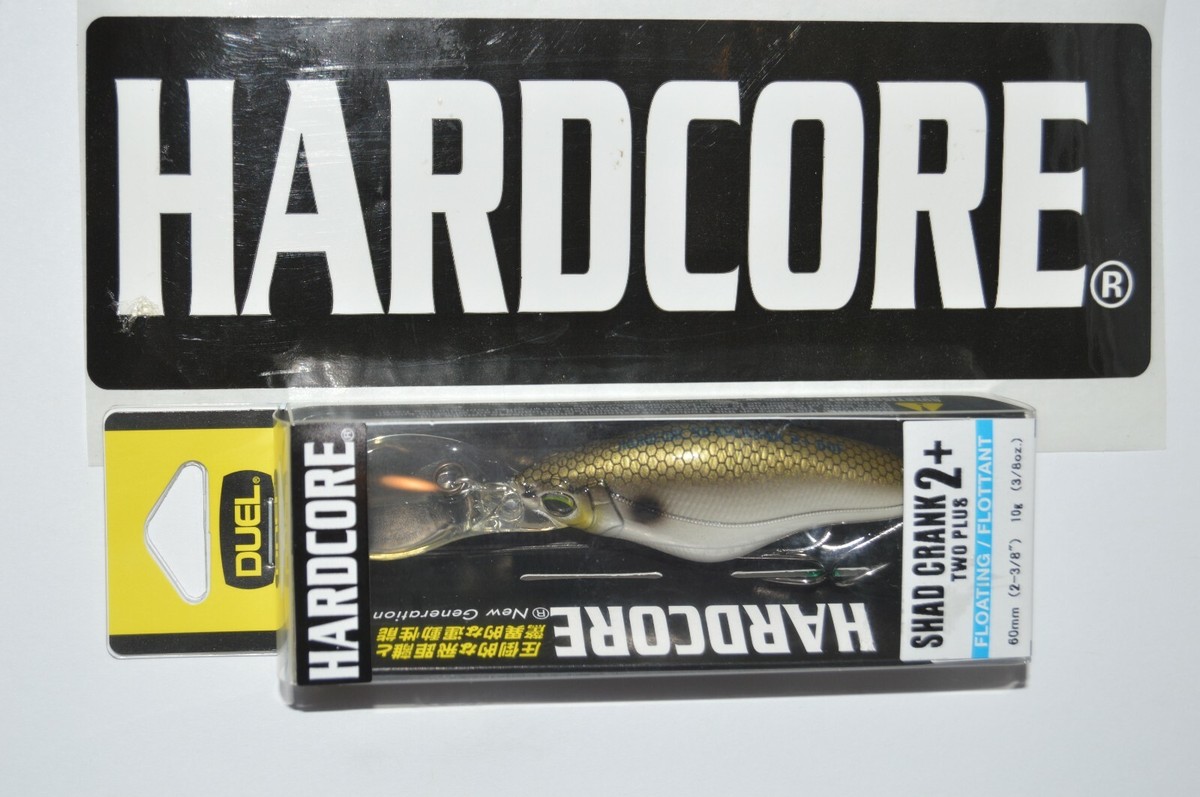 HARDCORE®
DUEL®
HARDCORE®
SHAD CRANK 2+
TWO PLUS
FLOATING / FLOTTANT
60mm (2-3/8") 10g (3/8oz.)
HARDCORE® New Generation
圧倒的な飛距離と
驚異的な運動性能